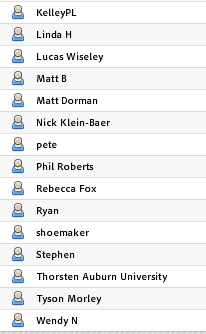 KelleyPL
Linda H
Lucas Wiseley
Matt B
Matt Dorman
Nick Klein-Baer
pete
Phil Roberts
Rebecca Fox
Ryan
shoemaker
Stephen
Thorsten Auburn University
Tyson Morley
Wendy N